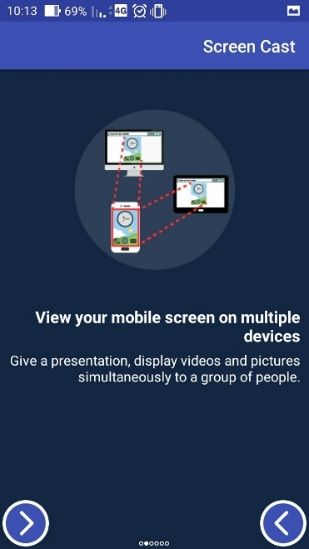 10:13 69% 4G
Screen Cast
View your mobile screen on multiple
devices
Give a presentation, display videos and pictures
simultaneously to a group of people.